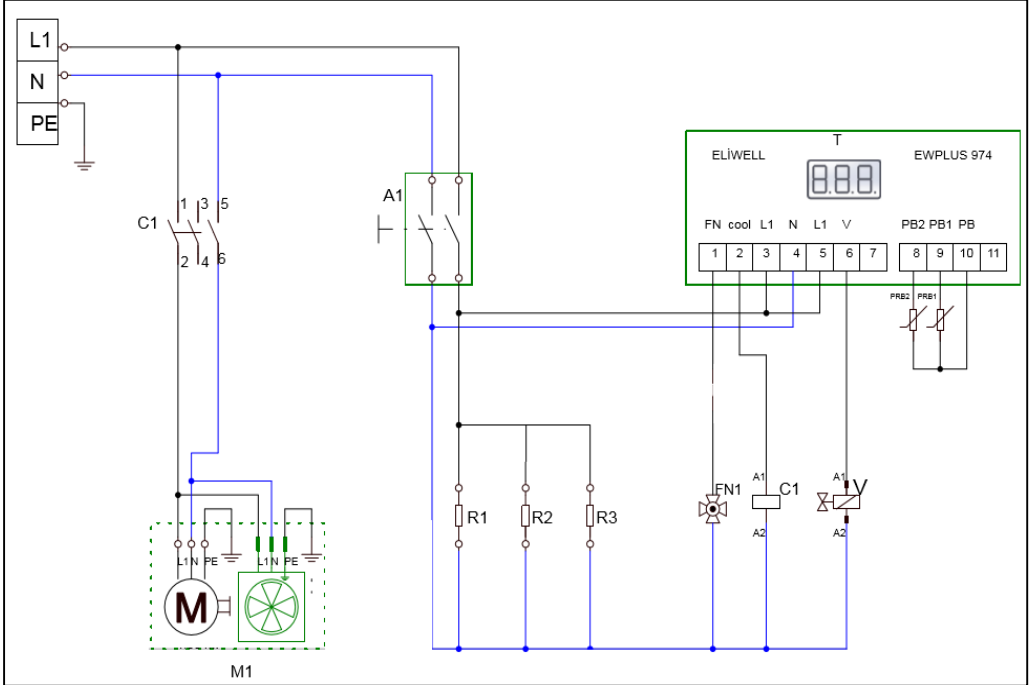 L1
N
PE
T
ELİWELL
EWPLUS 974
A1
FN cool L1 N L1 V
PB2 PB1 PB
1 2 3 4 5 6 7
8 9 10 11
1 3 5
C1
2 4 6
PRB2 PRB1
FN1
A1
C1
A1
V
R1
R2
R3
A2
A2
L1 N PE
L1 N PE
M
M1